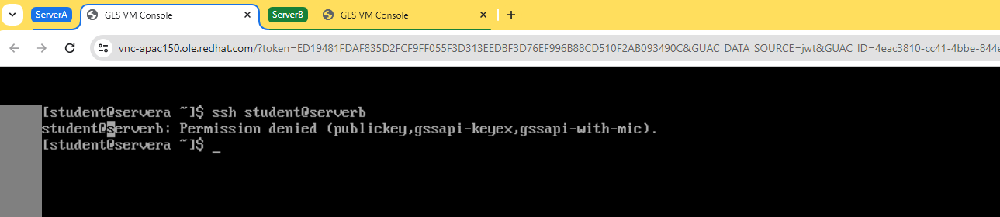 ServerA GLS VM Console ServerB GLS VM Console
vnc-apac150.ole.redhat.com/?token=ED19481FDAF835D2FCF9FF055F3D313EEDBF3D76EF996B88CD510F2AB093490C&GUAC_DATA_SOURCE=jwt&GUAC_ID=4eac3810-cc41-4bbe-844e
[student@servera ~]$ ssh student@serverb
student@serverb: Permission denied (publickey,gssapi-keyex,gssapi-with-mic).
[student@servera ~]$ _